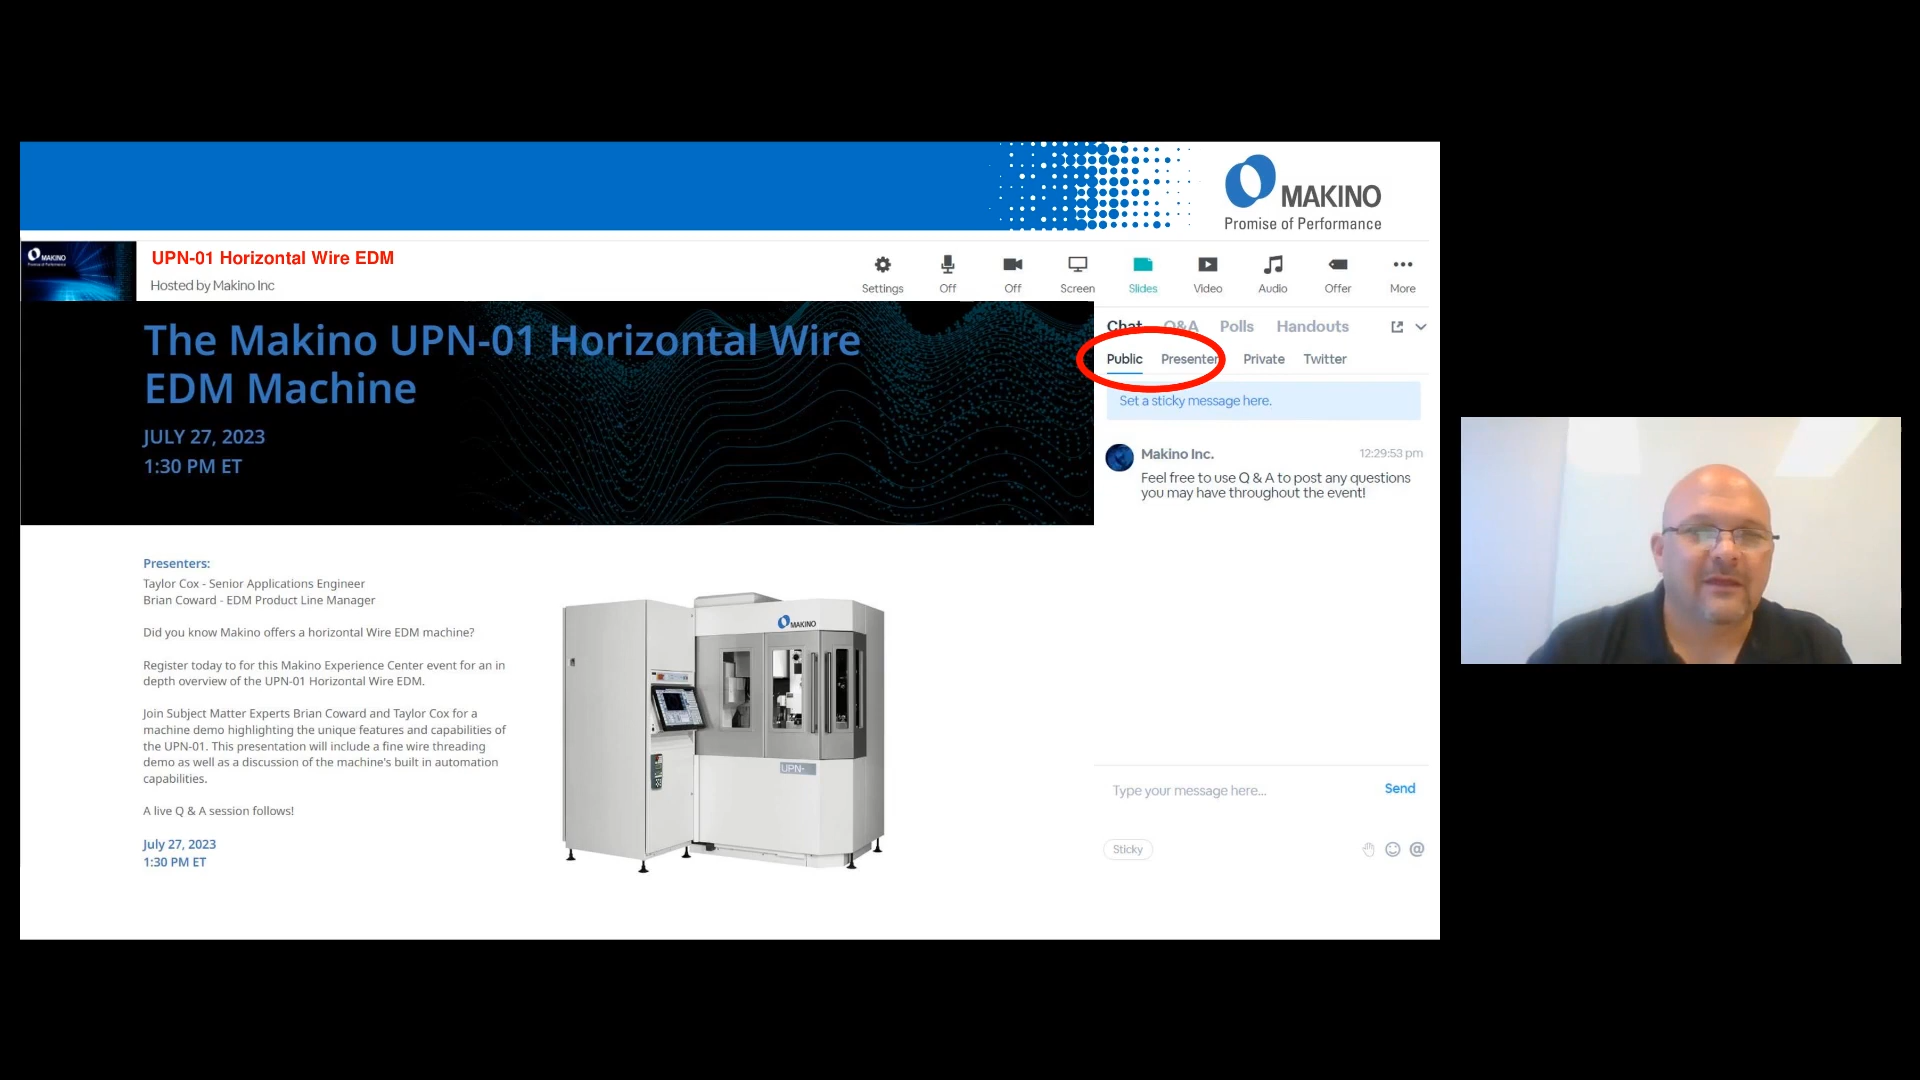 MAKINO
Promise of Performance
MAKINO
UPN-01 Horizontal Wire EDM
Hosted by Makino Inc
Settings
Off
Off
Screen
Slides
Video
Audio
Offer
More
The Makino UPN-01 Horizontal Wire
EDM Machine
JULY 27, 2023
1:30 PM ET
Chat Q&A Polls Handouts
Public Presenter Private Twitter
Set a sticky message here.
Makino Inc. 12:29:53 pm
Feel free to use Q & A to post any questions
you may have throughout the event!
Presenters:
Taylor Cox - Senior Applications Engineer
Brian Coward - EDM Product Line Manager
Did you know Makino offers a horizontal Wire EDM machine?
Register today to for this Makino Experience Center event for an in
depth overview of the UPN-01 Horizontal Wire EDM.
Join Subject Matter Experts Brian Coward and Taylor Cox for a
machine demo highlighting the unique features and capabilities of
the UPN-01. This presentation will include a fine wire threading
demo as well as a discussion of the machine's built in automation
capabilities.
A live Q & A session follows!
July 27, 2023
1:30 PM ET
MAKINO
UPN-
Type your message here...
Send
Sticky
@